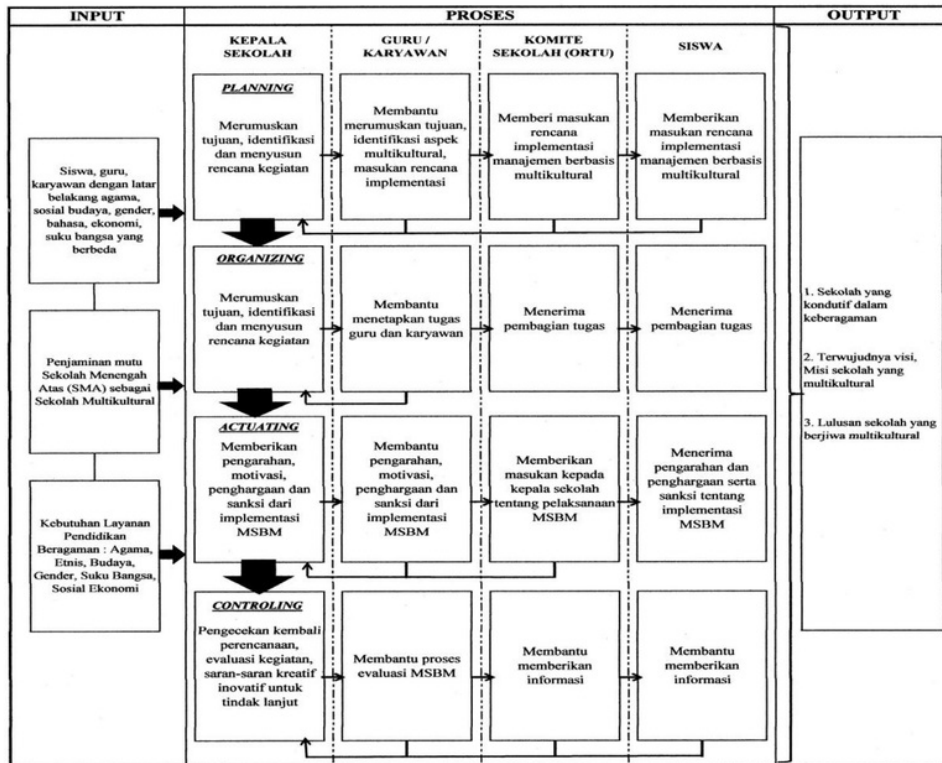 INPUT
PROSES
OUTPUT
KEPALA
SEKOLAH
GURU /
KARYAWAN
KOMITE
SEKOLAH (ORTU)
SISWA
Siswa, guru,
karyawan dengan latar
belakang agama,
sosial budaya, gender,
bahasa, ekonomi,
suku bangsa yang
berbeda
Penjaminan mutu
Sekolah Menengah
Atas (SMA) sebagai
Sekolah Multikultural
Kebutuhan Layanan
Pendidikan
Beragaman : Agama,
Etnis, Budaya,
Gender, Suku Bangsa,
Sosial Ekonomi
PLANNING
Merumuskan
tujuan, identifikasi
dan menyusun
rencana kegiatan
Membantu
merumuskan tujuan,
identifikasi aspek
multikultural,
masukan rencana
implementasi
Memberi masukan
rencana
implementasi
manajemen berbasis
multikultural
Memberikan
masukan rencana
implementasi
manajemen berbasis
multikultural
ORGANIZING
Merumuskan
tujuan, identifikasi
dan menyusun
rencana kegiatan
Membantu
menetapkan tugas
guru dan karyawan
Menerima
pembagian tugas
Menerima
pembagian tugas
ACTUATING
Memberikan
pengarahan,
motivasi,
penghargaan dan
sanksi dari
implementasi
MSBM
Membantu
pengarahan,
motivasi,
penghargaan dan
sanksi dari
implementasi
MSBM
Memberikan
masukan kepada
kepala sekolah
tentang pelaksanaan
MSBM
Menerima
pengarahan dan
penghargaan serta
sanksi tentang
implementasi
MSBM
CONTROLING
Pengecekan kembali
perencanaan,
evaluasi kegiatan,
saran-saran kreatif
inovatif untuk
tindak lanjut
Membantu proses
evaluasi MSBM
Membantu
memberikan
informasi
Membantu
memberikan
informasi
1. Sekolah yang
kondutif dalam
keberagaman
2. Terwujudnya visi,
Misi sekolah yang
multikultural
3. Lulusan sekolah yang
berjiwa multikultural